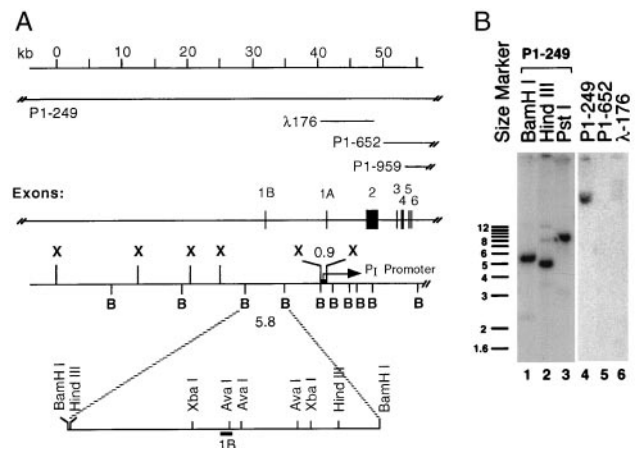 A
kb 0 10 20 30 40 50
P1-249
λ176
P1-652
P1-959
Exons: 1B 1A 2 3 4 5 6
X X X X X 0.9 X
PI Promoter
B B B B B B B B B B
5.8
BamH I Hind III Xba I Ava I Ava I Ava I Xba I Hind III BamH I
1B
B
P1-249
Size Marker BamH I Hind III Pst I P1-249 P1-652 λ-176
12
8
6
5
4
3
2
1.6
1 2 3 4 5 6